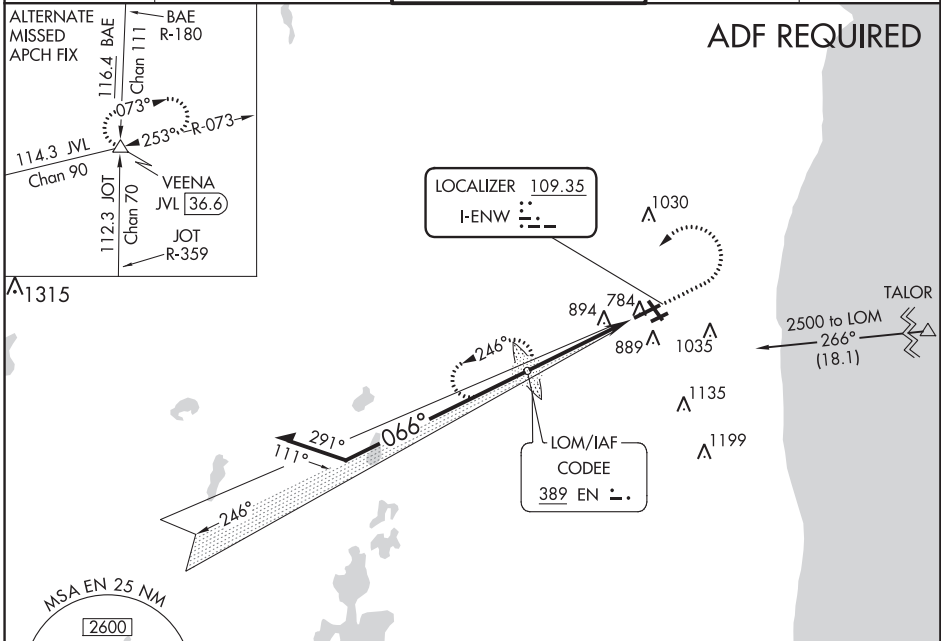 ALTERNATE
MISSED
APCH FIX
BAE
R-180
116.4 BAE
Chan 111
073°
253°
R-073
114.3 JVL
Chan 90
VEENA
JVL 36.6
112.3 JOT
Chan 70
JOT
R-359
ADF REQUIRED
LOCALIZER 109.35
I-ENW
1030
1315
894
784
889
1035
TALOR
2500 to LOM
266°
(18.1)
246°
1135
1199
066°
291°
111°
LOM/IAF
CODEE
389 EN
246°
MSA EN 25 NM
2600